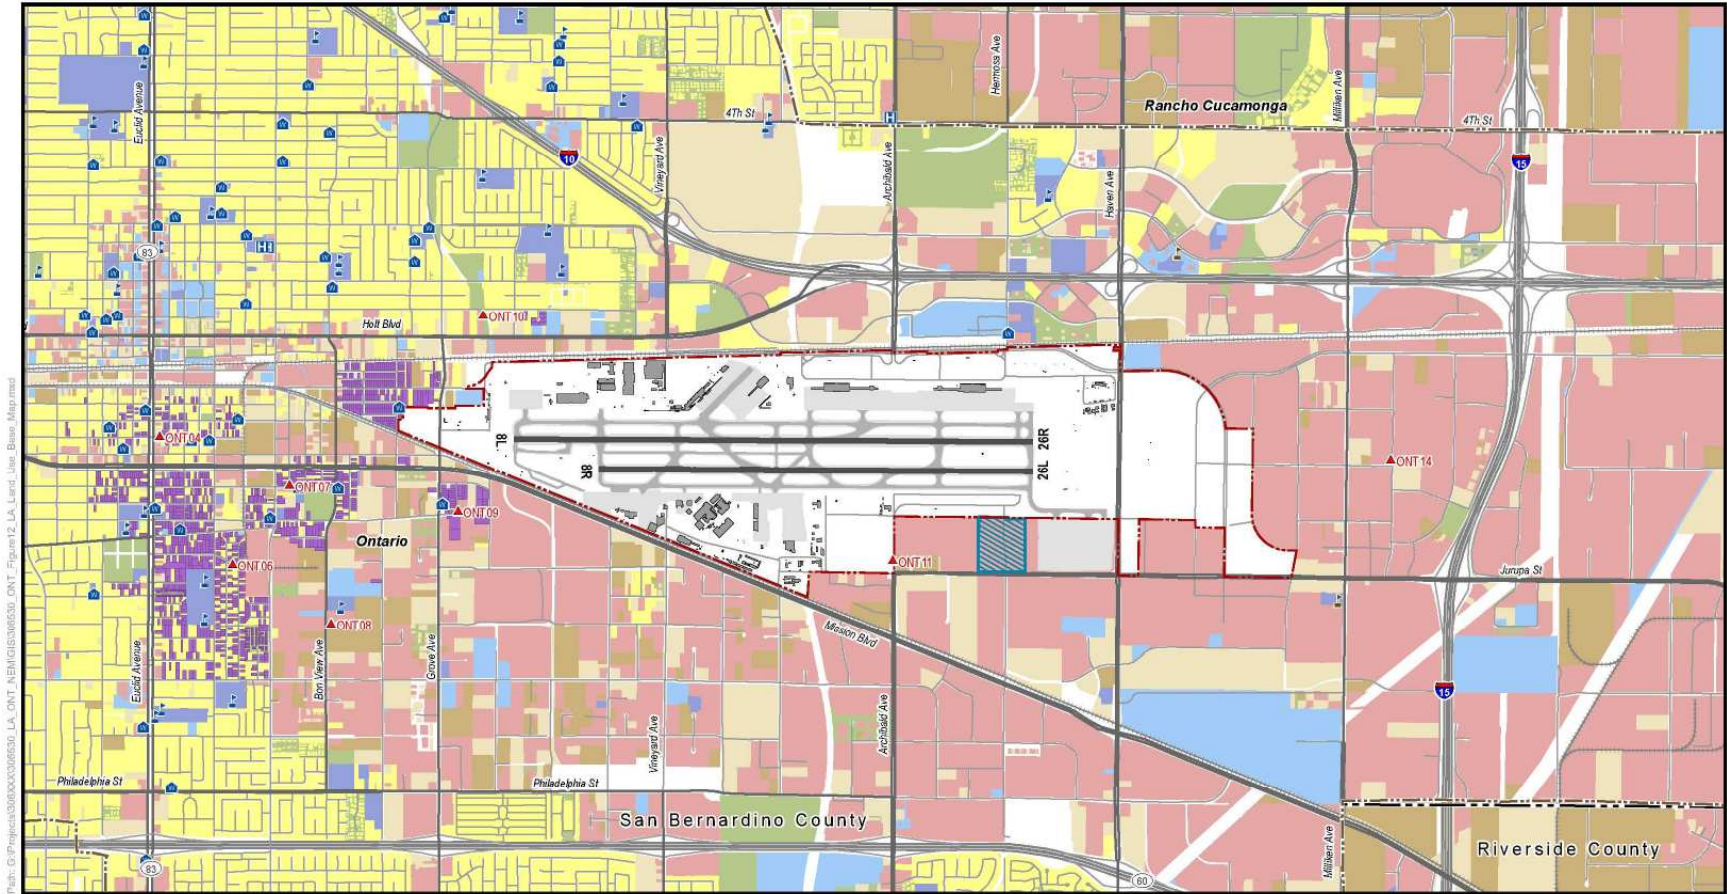 Hermosa Ave
Rancho Cucamonga
Euclid Avenue
Milliken Ave
4Th St
H
4Th St
10
Vineyard Ave
Archibald Ave
15
Haven Ave
H
83
ONT10
Holt Blvd
8L
26R
ONT04
8R
26L
ONT14
ONT07
ONT09
Ontario
ONT11
ONT06
Jurupa St
ONT08
Mission Blvd
Euclid Avenue
Bon View Ave
Grove Ave
15
Vineyard Ave
Archibald Ave
Philadelphia St
Philadelphia St
San Bernardino County
Milliken Ave
Riverside County
83
60